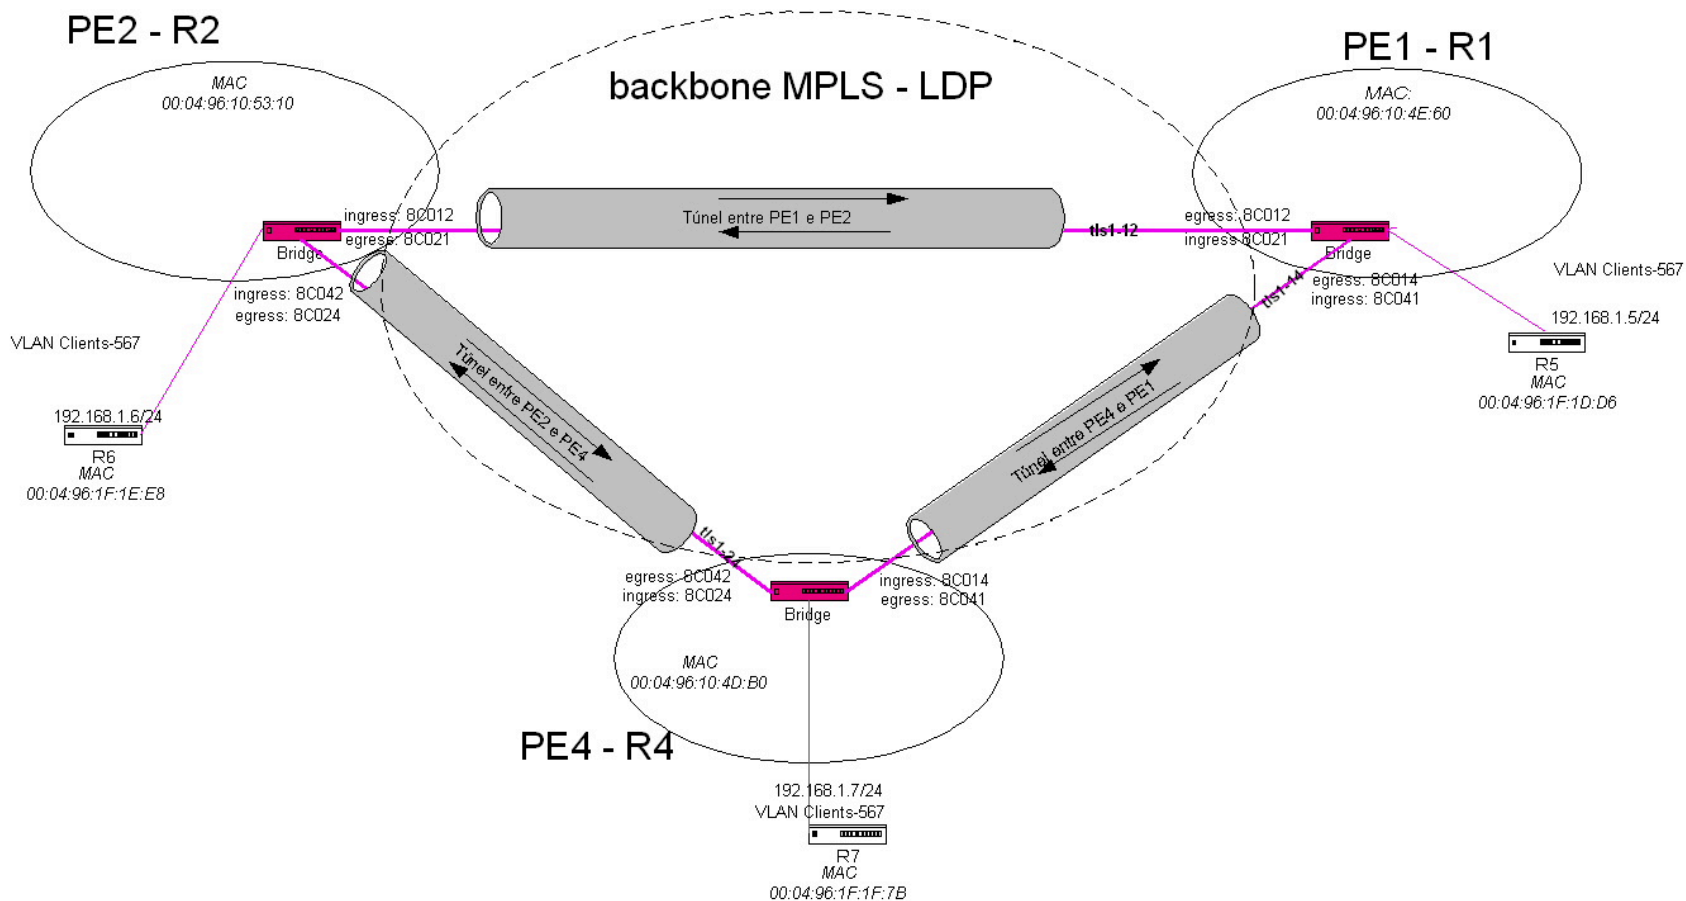 PE2 - R2
MAC
00:04:96:10:53:10
backbone MPLS - LDP
PE1 - R1
MAC:
00:04:96:10:4E:60
ingress: 8C012
egress: 8C021
Bridge
Túnel entre PE1 e PE2
tls1-12
egress: 8C012
ingress 8C021
Bridge
ingress: 8C042
egress: 8C024
tls1-14
egress: 8C014
ingress: 8C041
VLAN Clients-567
192.168.1.5/24
R5
MAC
00:04:96:1F:1D:D6
VLAN Clients-567
192.168.1.6/24
R6
MAC
00:04:96:1F:1E:E8
Túnel entre PE2 e PE4
Túnel entre PE4 e PE1
egress: 8C042
ingress: 8C024
Bridge
ingress: 8C014
egress: 8C041
MAC
00:04:96:10:4D:B0
PE4 - R4
192.168.1.7/24
VLAN Clients-567
R7
MAC
00:04:96:1F:1F:7B